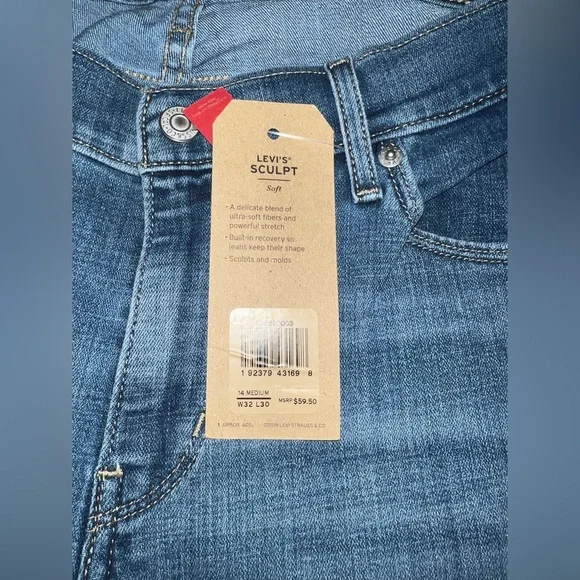 LEVI'S®
SCULPT
Soft
• A delicate blend of
ultra-soft fibers and
powerful stretch
• Built-in recovery so
jeans keep their shape
• Sculpts and molds
1 92379 43169 8
14 MEDIUM
W32 L30
MSRP $59.50
LEVI STRAUSS & CO.